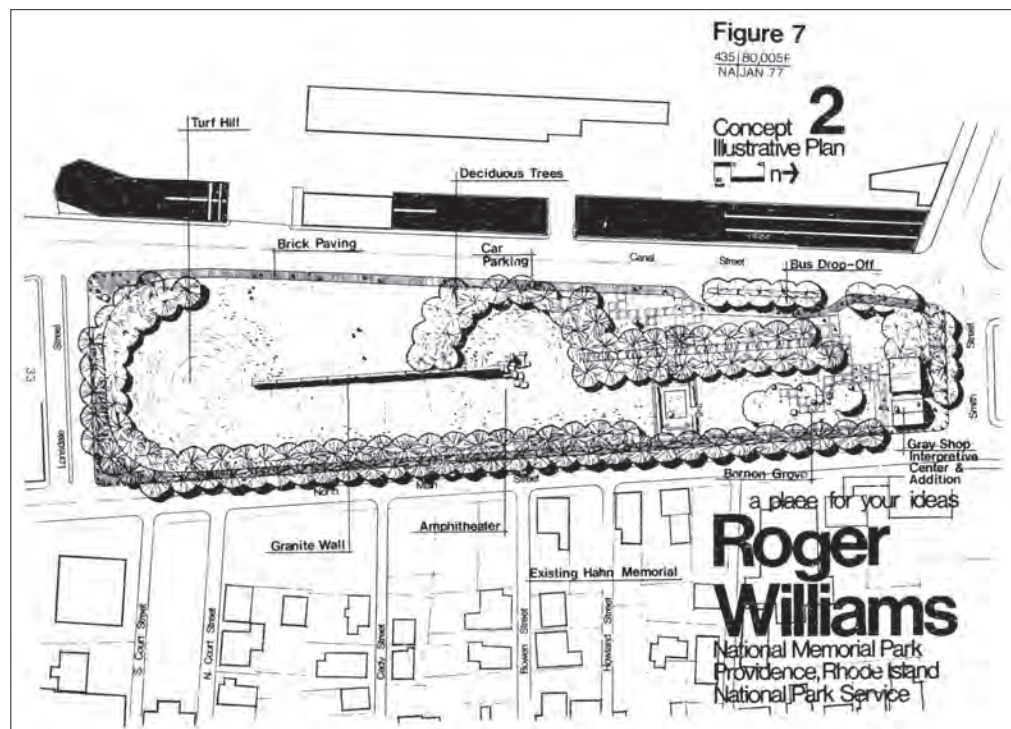 Figure 7
435|80,005F
NA|JAN 77
Concept 2
Illustrative Plan
n→
Turf Hill
Deciduous Trees
Brick Paving
Car
Parking
Canal Street
Bus Drop-Off
Street
Lonsdale
33
Smith Street
Gray Shop
Interpretive
Center &
Addition
Bornon Grove
North Main Street
Amphitheater
Granite Wall
Existing Hahn Memorial
S. Court Street
N. Court Street
Cady Street
Bowen Street
Howland Street
a place for your ideas
Roger
Williams
National Memorial Park
Providence, Rhode Island
National Park Service